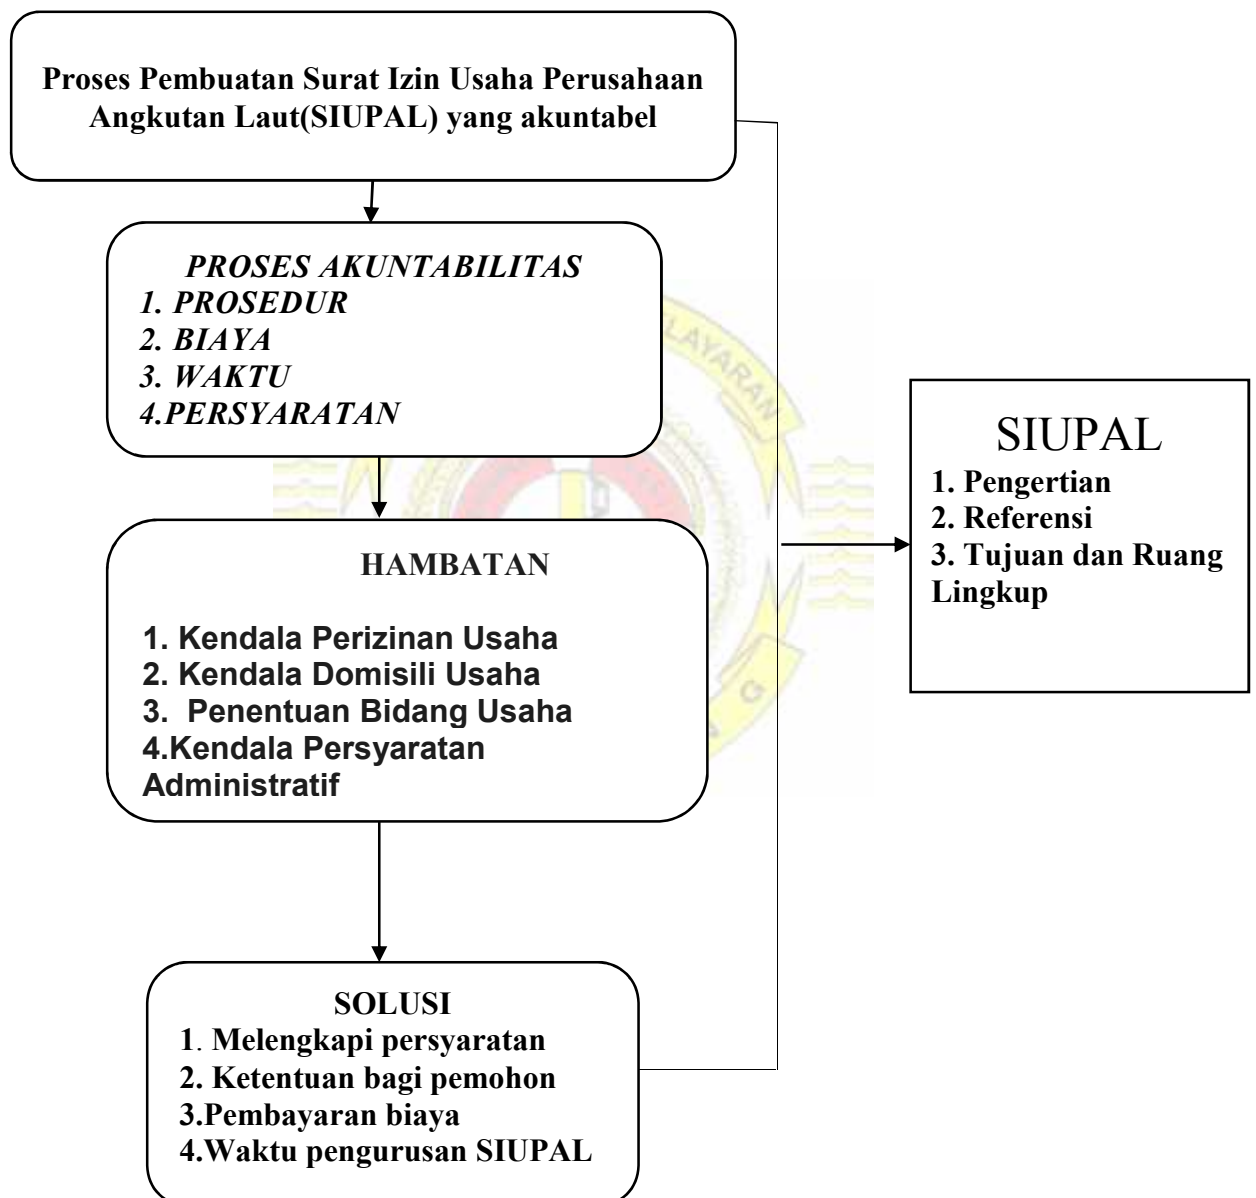 Proses Pembuatan Surat Izin Usaha Perusahaan
Angkutan Laut(SIUPAL) yang akuntabel
PROSES AKUNTABILITAS
1. PROSEDUR
2. BIAYA
3. WAKTU
4.PERSYARATAN
HAMBATAN
1. Kendala Perizinan Usaha
2. Kendala Domisili Usaha
3. Penentuan Bidang Usaha
4.Kendala Persyaratan
Administratif
SOLUSI
1. Melengkapi persyaratan
2. Ketentuan bagi pemohon
3.Pembayaran biaya
4.Waktu pengurusan SIUPAL
SIUPAL
1. Pengertian
2. Referensi
3. Tujuan dan Ruang
Lingkup